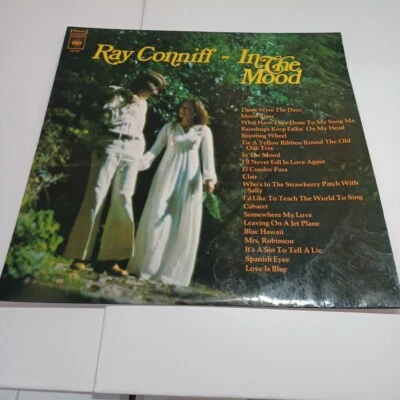 CBS
Ray Conniff - In The
Mood
Those Were The Days
Moon River
What Have They Done To My Song Ma
Raindrops Keep Fallin' On My Head
Spinning Wheel
Tie A Yellow Ribbon Round The Old
Oak Tree
In The Mood
I'll Never Fall In Love Again
El Condor Pasa
Clair
Who's In The Strawberry Patch With
Sally
I'd Like To Teach The World To Sing
Cabaret
Somewhere My Love
Leaving On A Jet Plane
Blue Hawaii
Mrs. Robinson
It's A Sin To Tell A Lie
Spanish Eyes
Love Is Blue